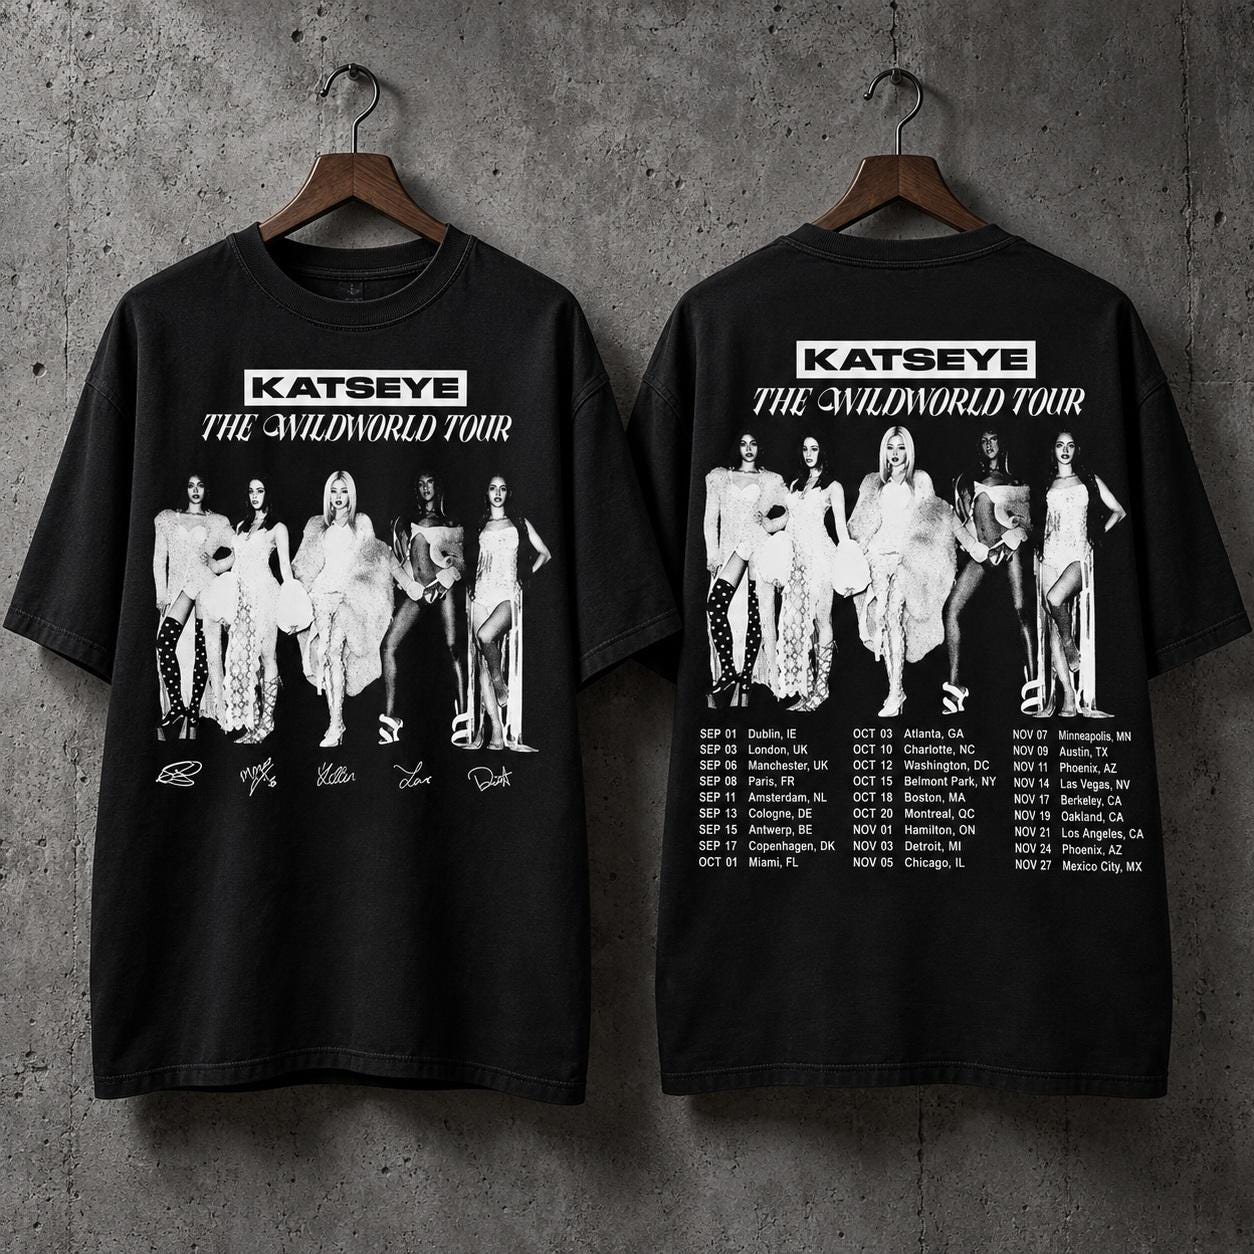 KATSEYE
THE WILDWORLD TOUR
KATSEYE
THE WILDWORLD TOUR
SEP 01 Dublin, IE
SEP 03 London, UK
SEP 06 Manchester, UK
SEP 08 Paris, FR
SEP 11 Amsterdam, NL
SEP 13 Cologne, DE
SEP 15 Antwerp, BE
SEP 17 Copenhagen, DK
OCT 01 Miami, FL
OCT 03 Atlanta, GA
OCT 10 Charlotte, NC
OCT 12 Washington, DC
OCT 15 Belmont Park, NY
OCT 18 Boston, MA
OCT 20 Montreal, QC
NOV 01 Hamilton, ON
NOV 03 Detroit, MI
NOV 05 Chicago, IL
NOV 07 Minneapolis, MN
NOV 09 Austin, TX
NOV 11 Phoenix, AZ
NOV 14 Las Vegas, NV
NOV 17 Berkeley, CA
NOV 19 Oakland, CA
NOV 21 Los Angeles, CA
NOV 24 Phoenix, AZ
NOV 27 Mexico City, MX